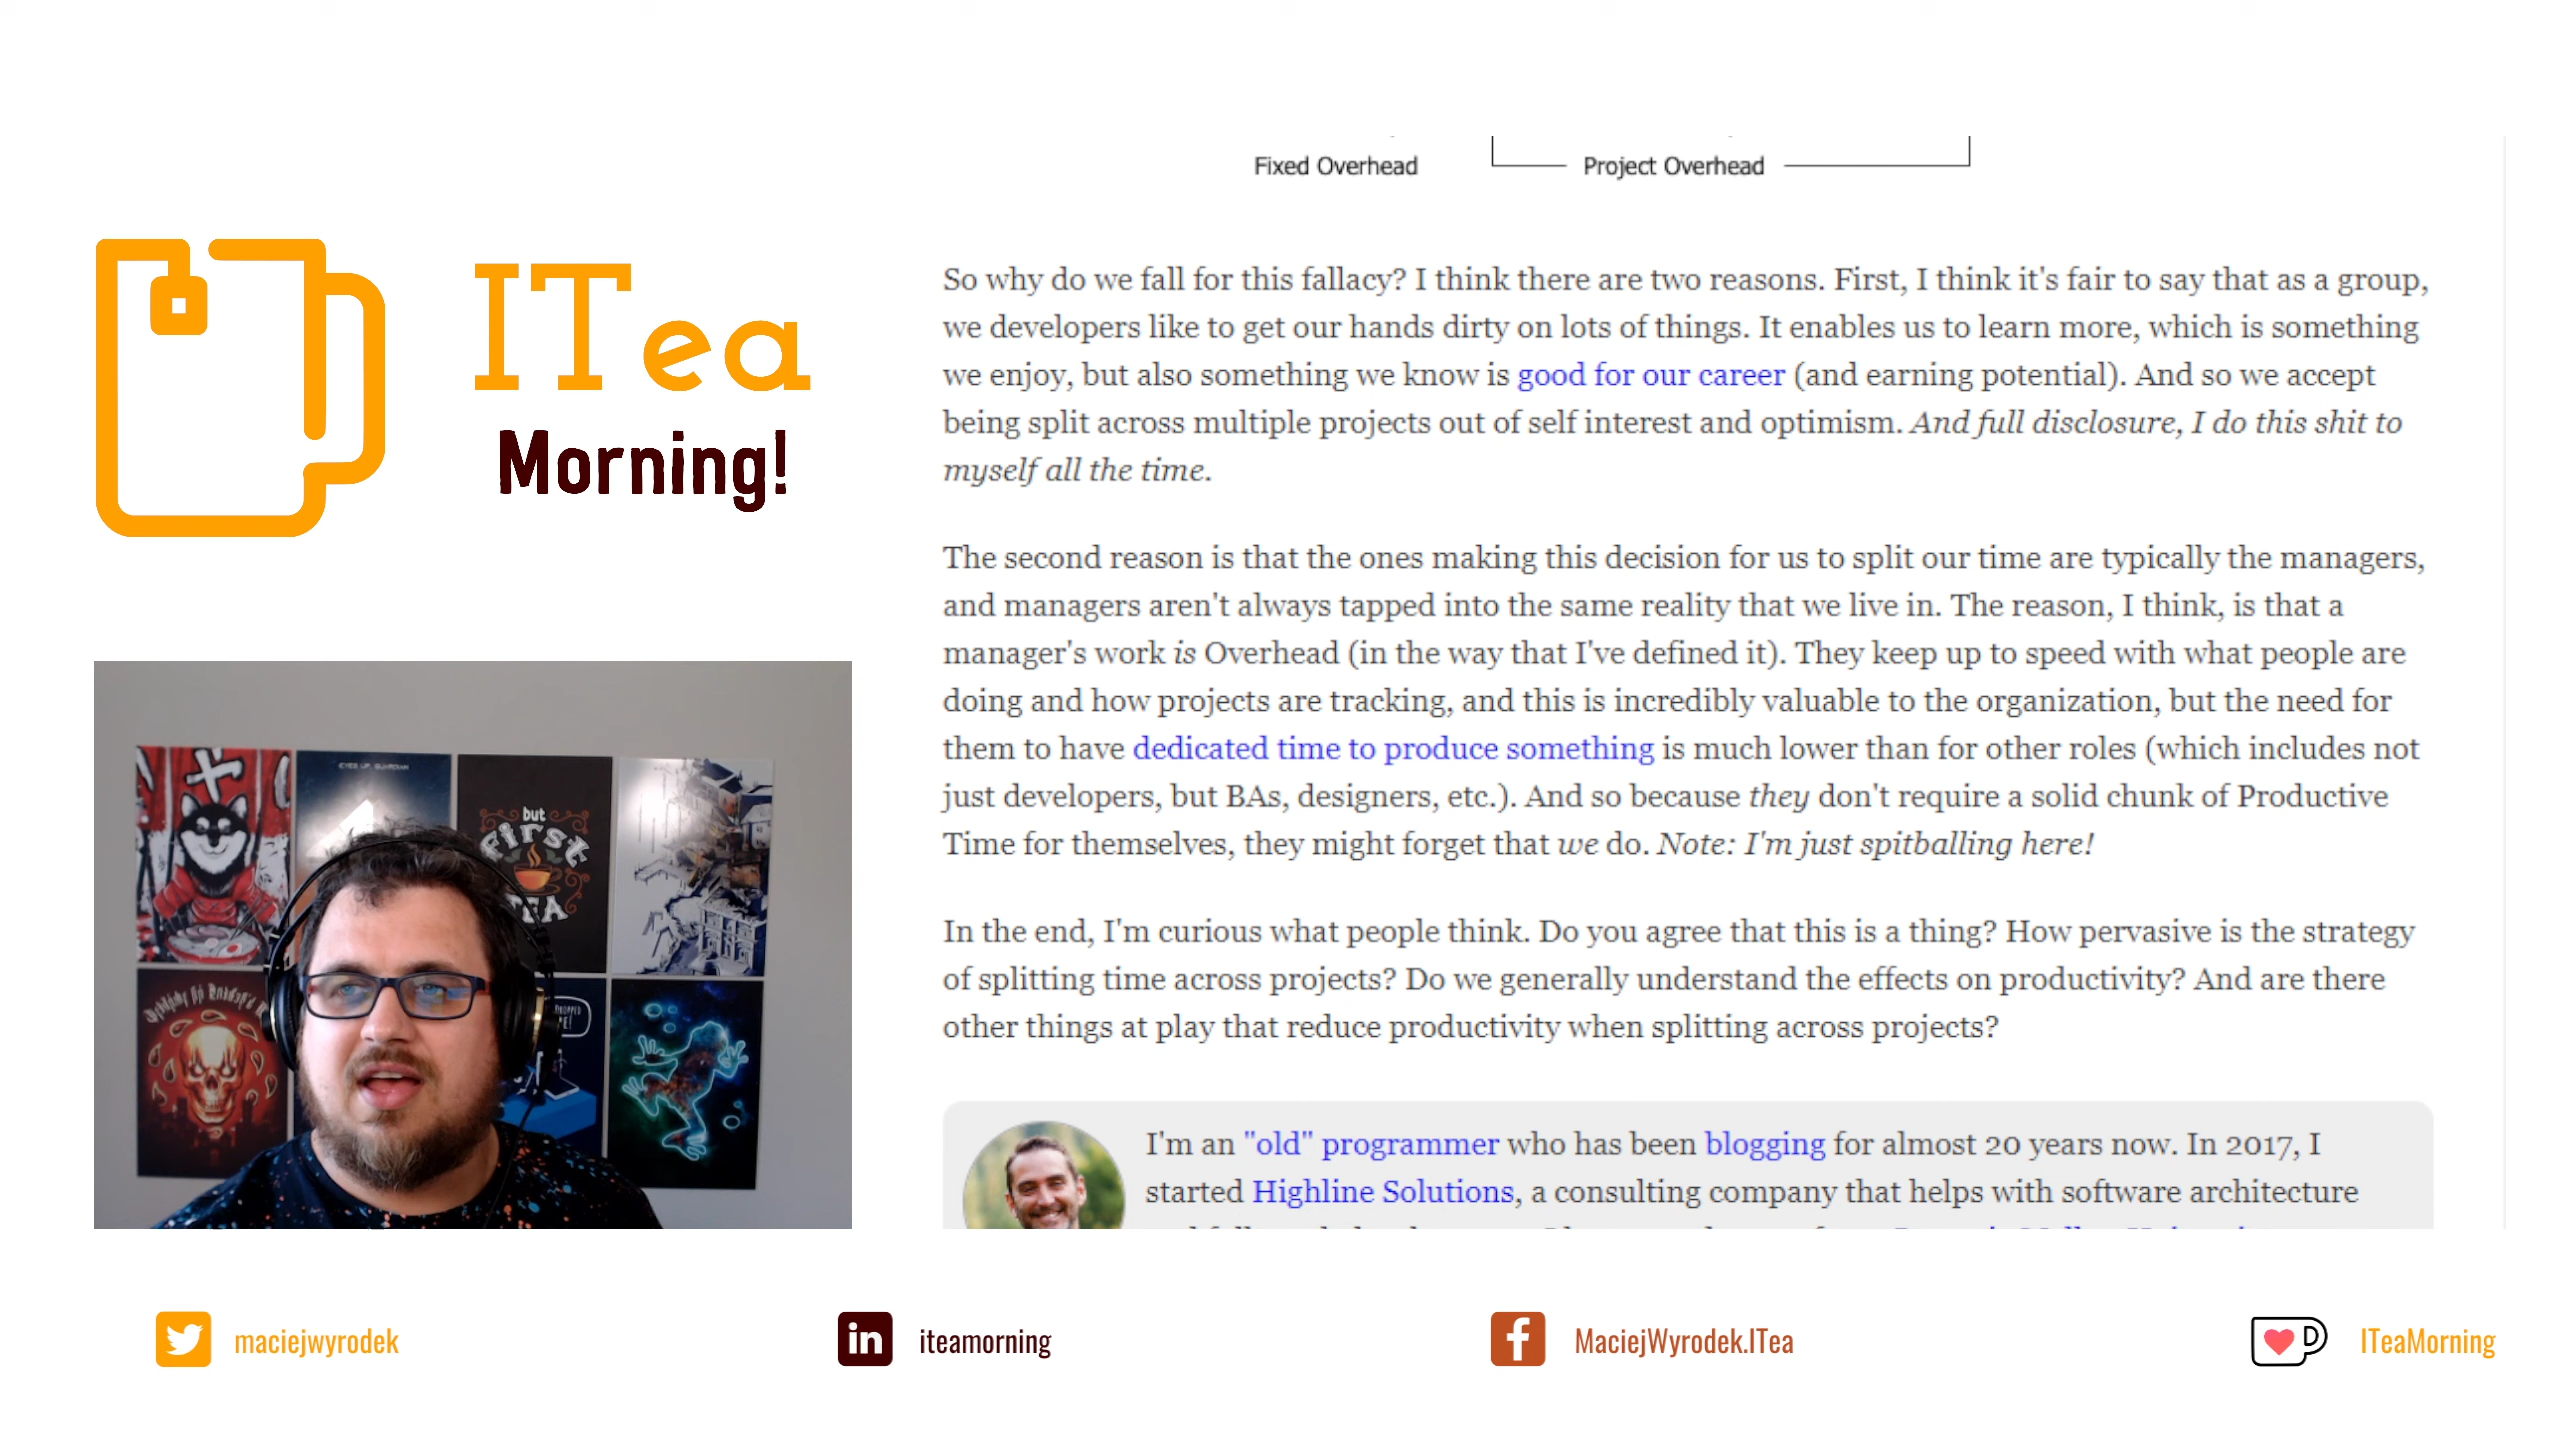 Fixed Overhead
Project Overhead
ITea
Morning!
So why do we fall for this fallacy? I think there are two reasons. First, I think it's fair to say that as a group,
we developers like to get our hands dirty on lots of things. It enables us to learn more, which is something
we enjoy, but also something we know is good for our career (and earning potential). And so we accept
being split across multiple projects out of self interest and optimism. And full disclosure, I do this shit to
myself all the time.
The second reason is that the ones making this decision for us to split our time are typically the managers,
and managers aren't always tapped into the same reality that we live in. The reason, I think, is that a
manager's work is Overhead (in the way that I've defined it). They keep up to speed with what people are
doing and how projects are tracking, and this is incredibly valuable to the organization, but the need for
them to have dedicated time to produce something is much lower than for other roles (which includes not
just developers, but BAs, designers, etc.). And so because they don't require a solid chunk of Productive
Time for themselves, they might forget that we do. Note: I'm just spitballing here!
In the end, I'm curious what people think. Do you agree that this is a thing? How pervasive is the strategy
of splitting time across projects? Do we generally understand the effects on productivity? And are there
other things at play that reduce productivity when splitting across projects?
I'm an "old" programmer who has been blogging for almost 20 years now. In 2017, I
started Highline Solutions, a consulting company that helps with software architecture
EYES UP, GUARDIAN
but
First
TEA
maciejwyrodek
iteamorning
MaciejWyrodek.ITea
ITeaMorning